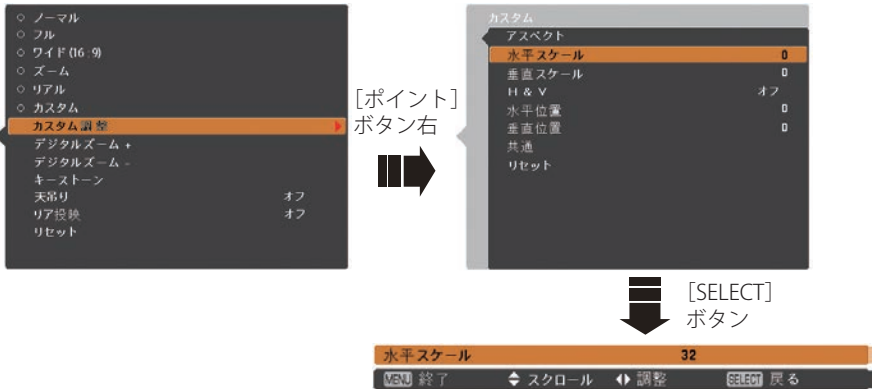 ノーマル
フル
ワイド(16:9)
ズーム
リアル
カスタム
カスタム調整
デジタルズーム +
デジタルズーム -
キーストーン
天吊り オフ
リア投映 オフ
リセット
[ポイント]
ボタン右
カスタム
アスペクト
水平スケール 0
垂直スケール 0
H & V オフ
水平位置 0
垂直位置 0
共通
リセット
[SELECT]
ボタン
水平スケール 32
MENU 終了 スクロール 調整 SELECT 戻る